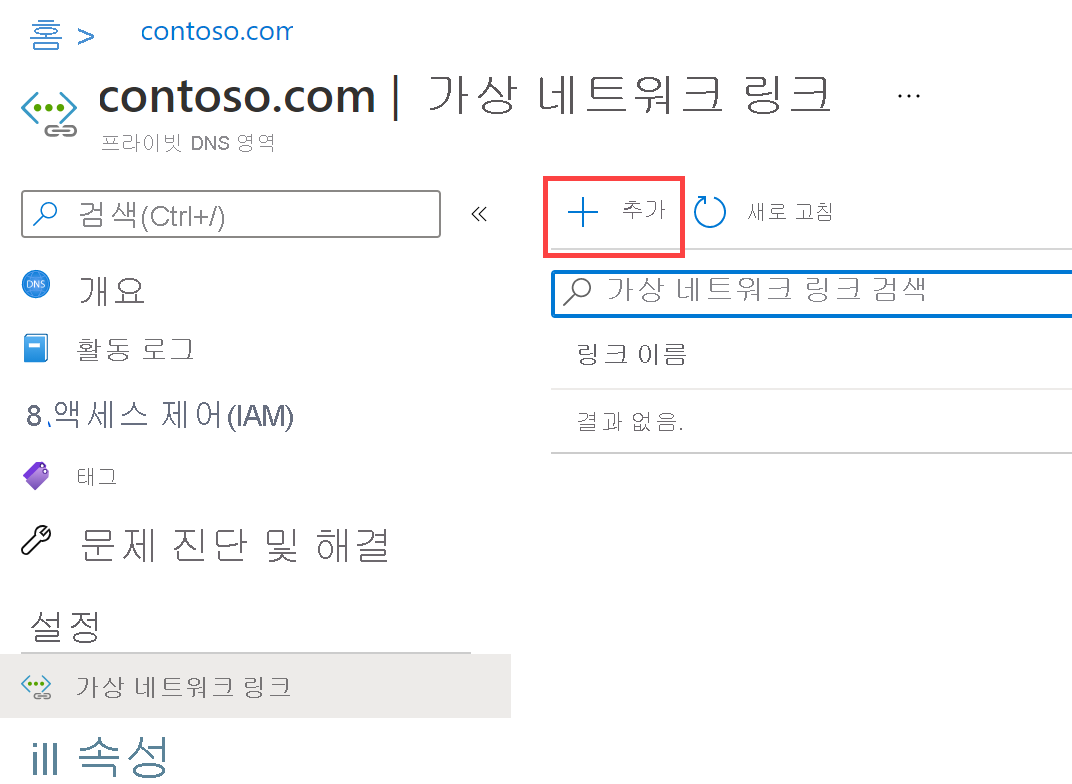 홈 > contoso.com
contoso.com | 가상 네트워크 링크 ...
프라이빗 DNS 영역
검색(Ctrl+/)
«
추가
새로 고침
DNS 개요
활동 로그
8 액세스 제어(IAM)
태그
문제 진단 및 해결
설정
가상 네트워크 링크
ill 속성
가상 네트워크 링크 검색
링크 이름
결과 없음.